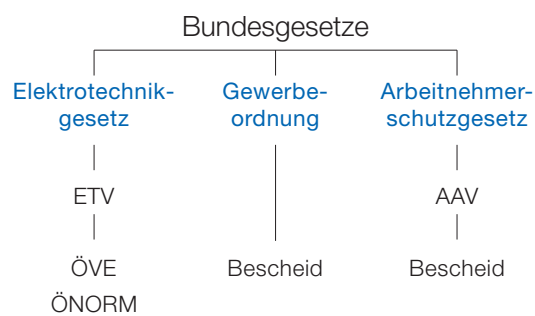 Bundesgesetze
Elektrotechnik-
gesetz
Gewerbe-
ordnung
Arbeitnehmer-
schutzgesetz
ETV
AAV
ÖVE
ÖNORM
Bescheid
Bescheid